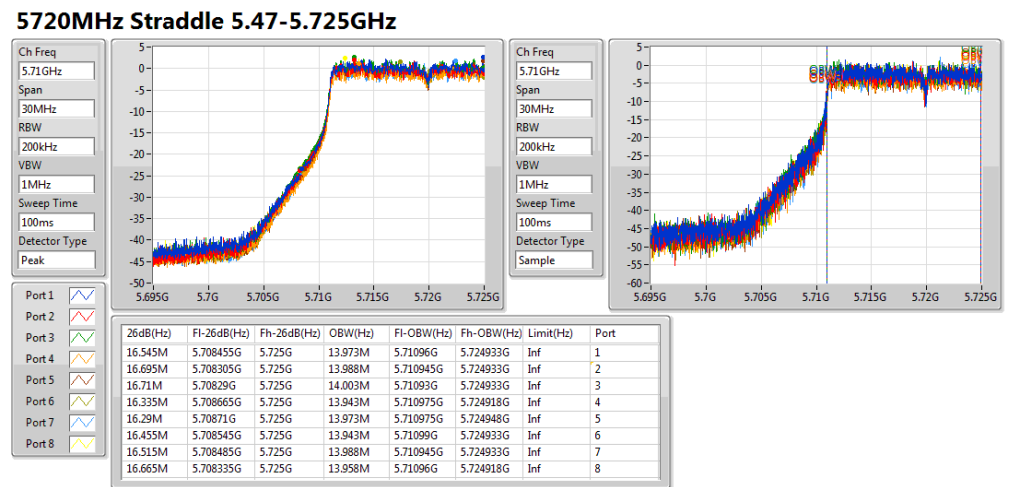 5720MHz Straddle 5.47-5.725GHz
Ch Freq
5.71GHz
Span
30MHz
RBW
200kHz
VBW
1MHz
Sweep Time
100ms
Detector Type
Peak
5
0
-5
-10
-15
-20
-25
-30
-35
-40
-45
-50
5.695G 5.7G 5.705G 5.71G 5.715G 5.72G 5.725G
Ch Freq
5.71GHz
Span
30MHz
RBW
200kHz
VBW
1MHz
Sweep Time
100ms
Detector Type
Sample
5
0
-5
-10
-15
-20
-25
-30
-35
-40
-45
-50
-55
-60
5.695G 5.7G 5.705G 5.71G 5.715G 5.72G 5.725G
Port 1
Port 2
Port 3
Port 4
Port 5
Port 6
Port 7
Port 8
26dB(Hz) Fl-26dB(Hz) Fh-26dB(Hz) OBW(Hz) Fl-OBW(Hz) Fh-OBW(Hz) Limit(Hz) Port
16.545M 5.708455G 5.725G 13.973M 5.71096G 5.724933G Inf 1
16.695M 5.708305G 5.725G 13.988M 5.710945G 5.724933G Inf 2
16.71M 5.70829G 5.725G 14.003M 5.71093G 5.724933G Inf 3
16.335M 5.708665G 5.725G 13.943M 5.710975G 5.724918G Inf 4
16.29M 5.70871G 5.725G 13.973M 5.710975G 5.724948G Inf 5
16.455M 5.708545G 5.725G 13.943M 5.71099G 5.724933G Inf 6
16.515M 5.708485G 5.725G 13.988M 5.710945G 5.724933G Inf 7
16.665M 5.708335G 5.725G 13.958M 5.71096G 5.724918G Inf 8